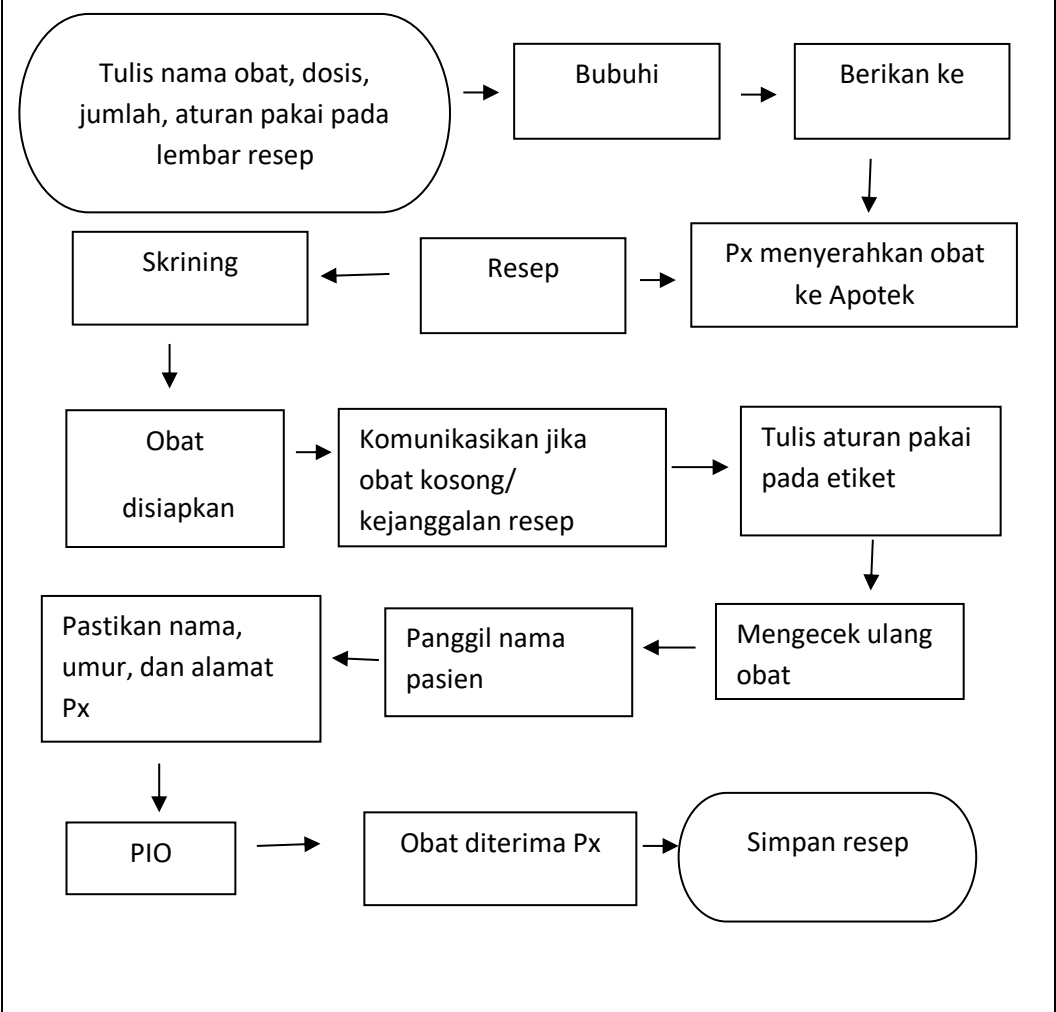 Tulis nama obat, dosis,
jumlah, aturan pakai pada
lembar resep
Bubuhi
Berikan ke
Px menyerahkan obat
ke Apotek
Resep
Skrining
Obat
disiapkan
Komunikasikan jika
obat kosong/
kejanggalan resep
Tulis aturan pakai
pada etiket
Mengecek ulang
obat
Panggil nama
pasien
Pastikan nama,
umur, dan alamat
Px
PIO
Obat diterima Px
Simpan resep